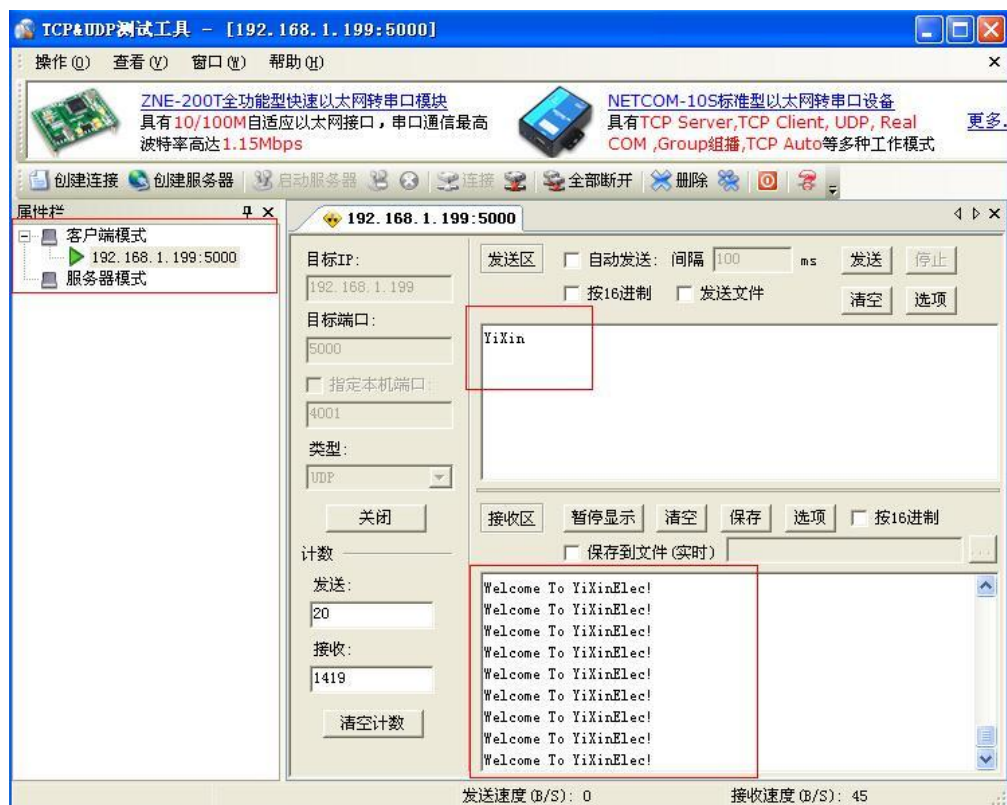 TCP&UDP测试工具 - [192.168.1.199:5000]
操作(O) 查看(V) 窗口(W) 帮助(H)
ZNE-200T全功能型快速以太网转串口模块
具有10/100M自适应以太网接口，串口通信最高
波特率高达1.15Mbps
NETCOM-10S标准型以太网转串口设备
具有TCP Server,TCP Client, UDP, Real
COM ,Group组播,TCP Auto等多种工作模式
更多.
创建连接 创建服务器 启动服务器 连接 全部断开 删除
属性栏
客户端模式
192.168.1.199:5000
服务器模式
192.168.1.199:5000
目标IP:
192.168.1.199
目标端口:
5000
指定本机端口:
4001
类型:
UDP
关闭
计数
发送:
20
接收:
1419
清空计数
发送区 自动发送: 间隔 100 ms 发送 停止
按16进制 发送文件 清空 选项
YiXin
接收区 暂停显示 清空 保存 选项 按16进制
保存到文件(实时) ...
Welcome To YiXinElec!
Welcome To YiXinElec!
Welcome To YiXinElec!
Welcome To YiXinElec!
Welcome To YiXinElec!
Welcome To YiXinElec!
Welcome To YiXinElec!
Welcome To YiXinElec!
Welcome To YiXinElec!
发送速度(B/S): 0 接收速度(B/S): 45